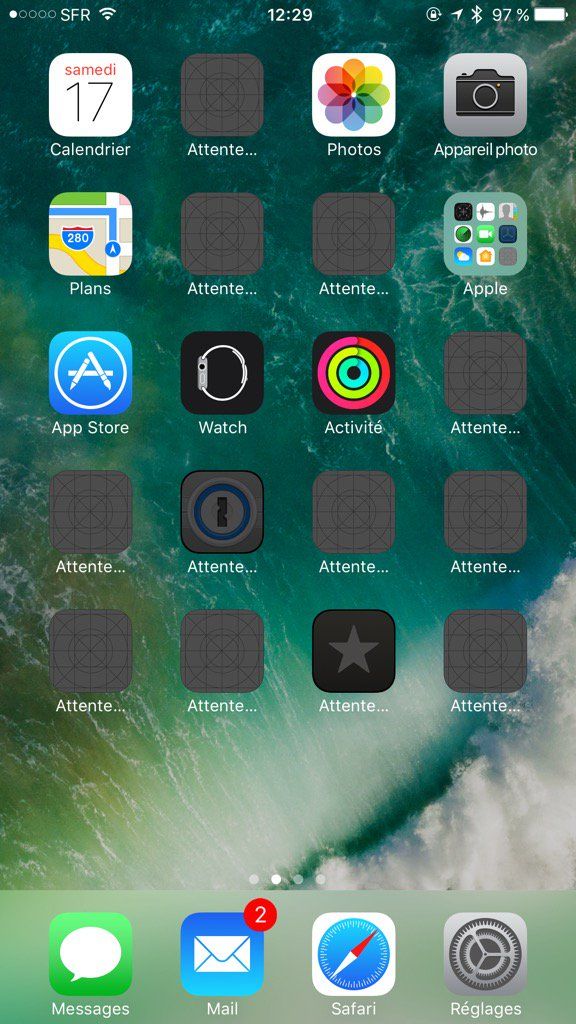 SFR 12:29 97 %
samedi
17
Calendrier Attente... Photos Appareil photo
280
Plans Attente... Attente... Apple
App Store Watch Activité Attente...
Attente... Attente... Attente... Attente...
Attente... Attente... Attente... Attente...
2
Messages Mail Safari Réglages